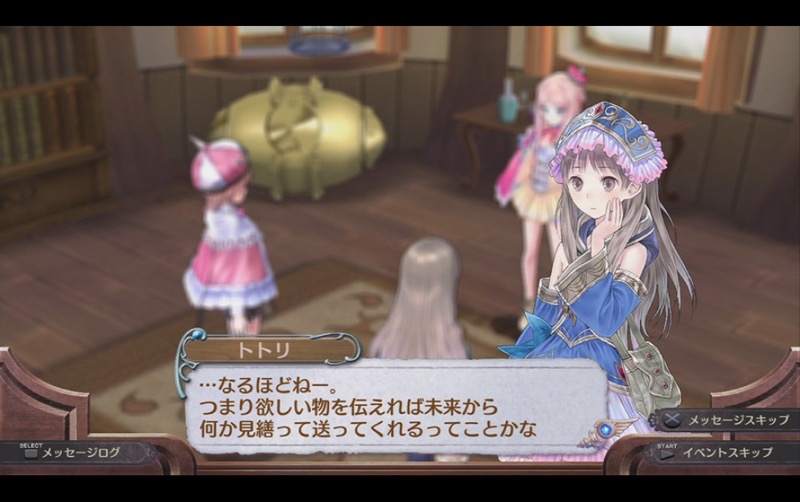 トトリ
…なるほどねー。
つまり欲しい物を伝えれば未来から
何か見繕って送ってくれるってことかな
メッセージスキップ
SELECT
メッセージログ
START
イベントスキップ